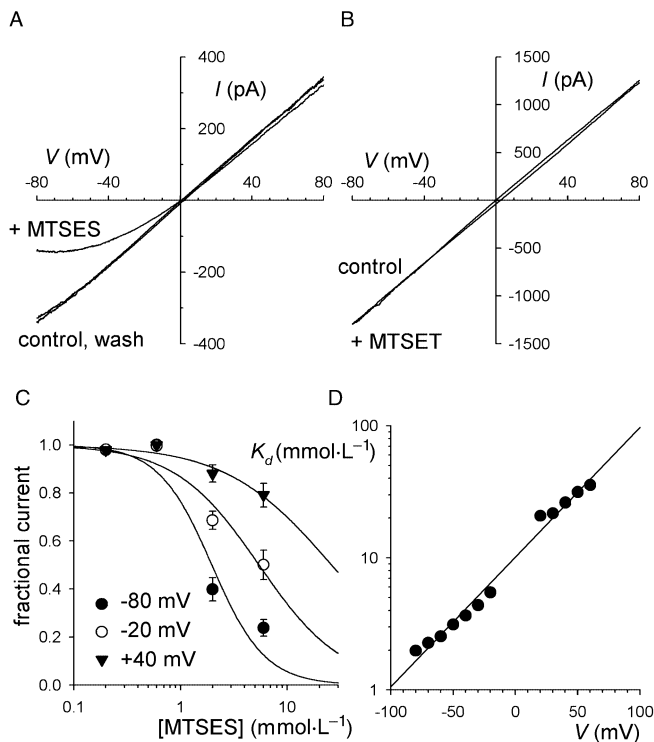 A
B
400
I (pA)
200
V (mV)
-80
-40
0
40
80
+ MTSES
-200
control, wash
-400
1500
I (pA)
1000
V (mV)
500
-80
-40
0
40
80
-500
control
-1000
+ MTSET
-1500
C
D
1.0
0.8
0.6
0.4
0.2
0.0
fractional current
-80 mV
-20 mV
+40 mV
0.1
1
10
[MTSES] (mmol·L⁻¹)
Kd (mmol·L⁻¹)
100
10
1
-100
-50
0
50
100
V (mV)